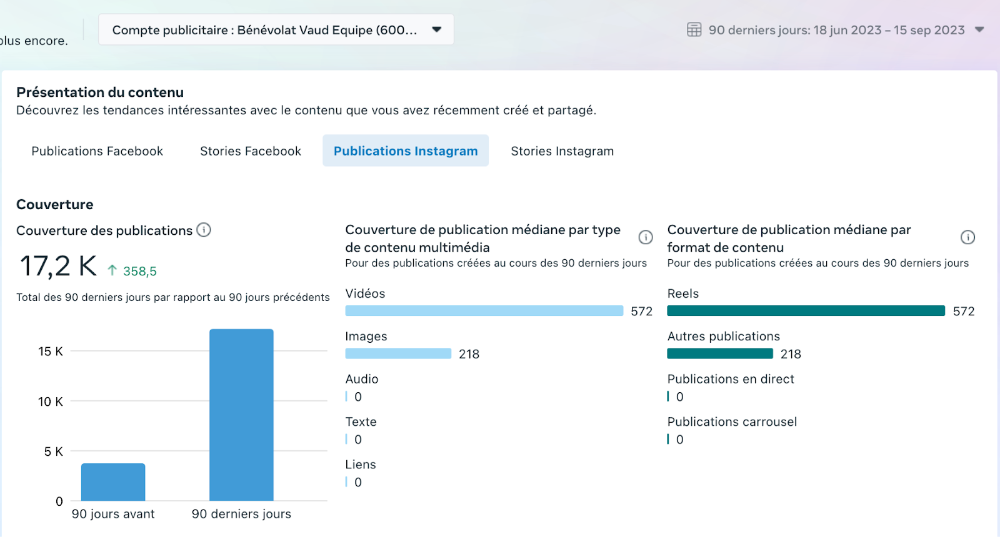 plus encore.
Compte publicitaire : Bénévolat Vaud Equipe (600...
90 derniers jours: 18 jun 2023 – 15 sep 2023
Présentation du contenu
Découvrez les tendances intéressantes avec le contenu que vous avez récemment créé et partagé.
Publications Facebook
Stories Facebook
Publications Instagram
Stories Instagram
Couverture
Couverture des publications
17,2 K
358,5
Total des 90 derniers jours par rapport au 90 jours précédents
15 K
10 K
5 K
0
90 jours avant
90 derniers jours
Couverture de publication médiane par type
de contenu multimédia
Pour des publications créées au cours des 90 derniers jours
Vidéos
572
Images
218
Audio
0
Texte
0
Liens
0
Couverture de publication médiane par
format de contenu
Pour des publications créées au cours des 90 derniers jours
Reels
572
Autres publications
218
Publications en direct
0
Publications carrousel
0